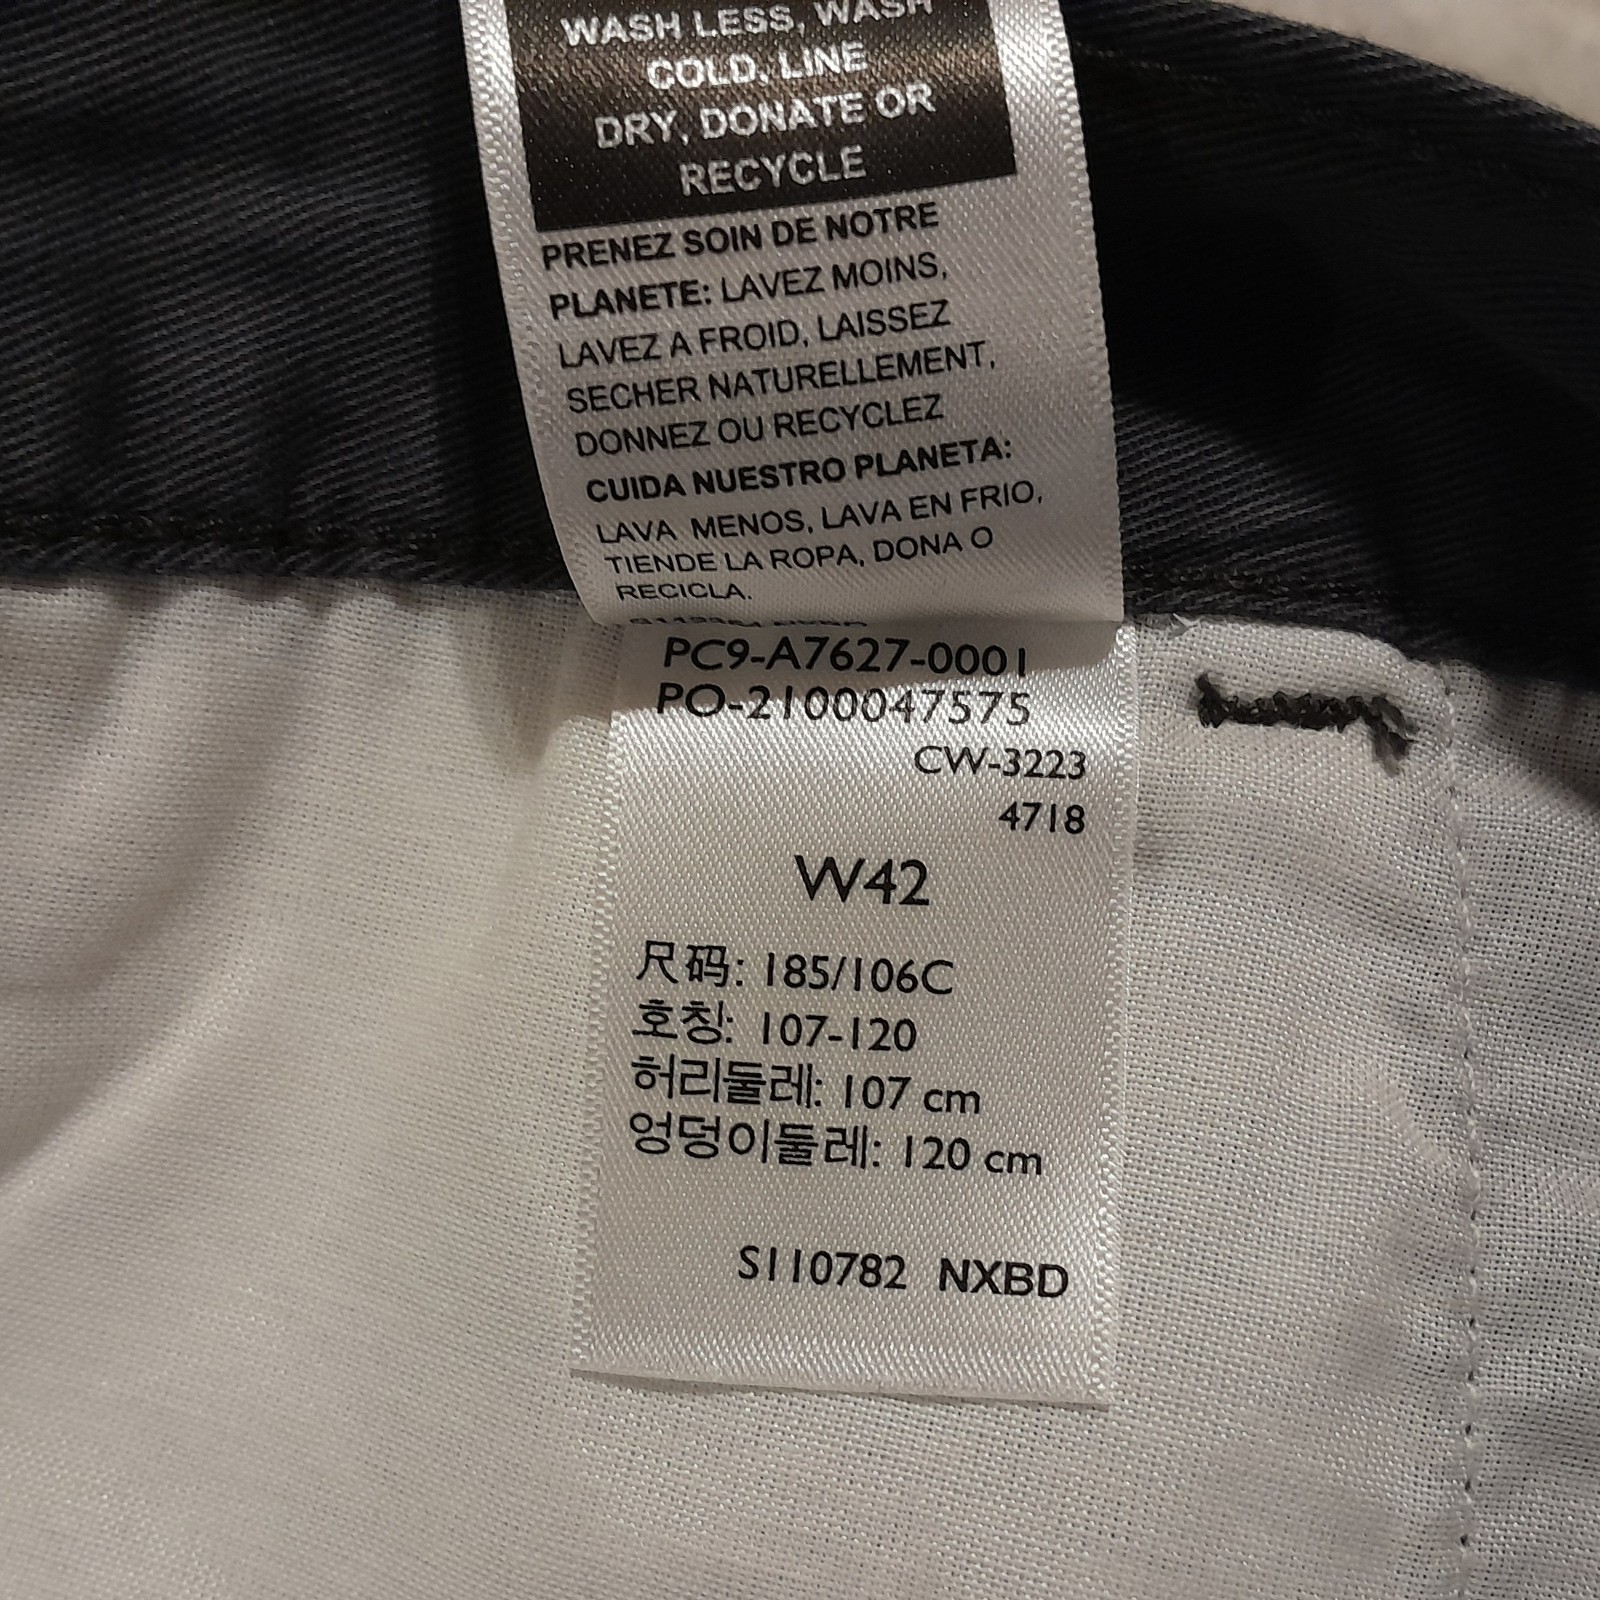 WASH LESS, WASH
COLD, LINE
DRY, DONATE OR
RECYCLE
PRENEZ SOIN DE NOTRE
PLANETE: LAVEZ MOINS,
LAVEZ A FROID, LAISSEZ
SECHER NATURELLEMENT,
DONNEZ OU RECYCLEZ
CUIDA NUESTRO PLANETA:
LAVA MENOS, LAVA EN FRIO,
TIENDE LA ROPA, DONA O
RECICLA.
PC9-A7627-0001
PO-2100047575
CW-3223
4718
W42
尺码: 185/106C
호칭: 107-120
허리둘레: 107 cm
엉덩이둘레: 120 cm
S110782 NXBD